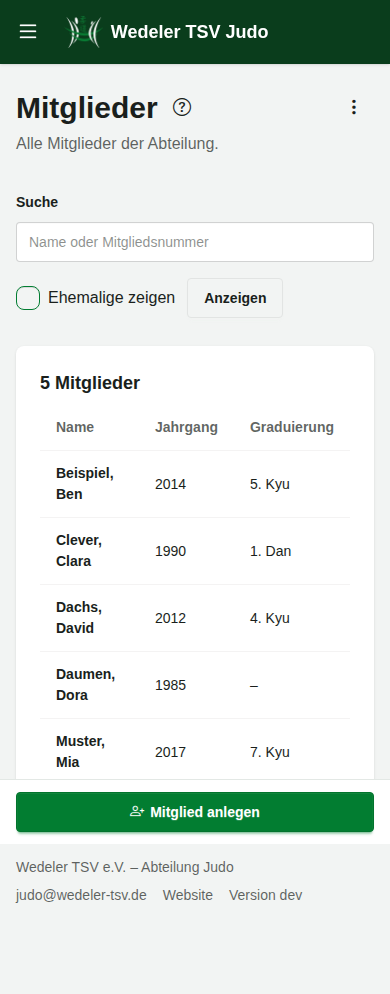 Wedeler TSV Judo
Mitglieder
?
Alle Mitglieder der Abteilung.
Suche
Name oder Mitgliedsnummer
Ehemalige zeigen
Anzeigen
5 Mitglieder
Name Jahrgang Graduierung
Beispiel,
Ben
2014 5. Kyu
Clever,
Clara
1990 1. Dan
Dachs,
David
2012 4. Kyu
Daumen,
Dora
1985 –
Muster,
Mia
2017 7. Kyu
Mitglied anlegen
Wedeler TSV e.V. – Abteilung Judo
judo@wedeler-tsv.de Website Version dev